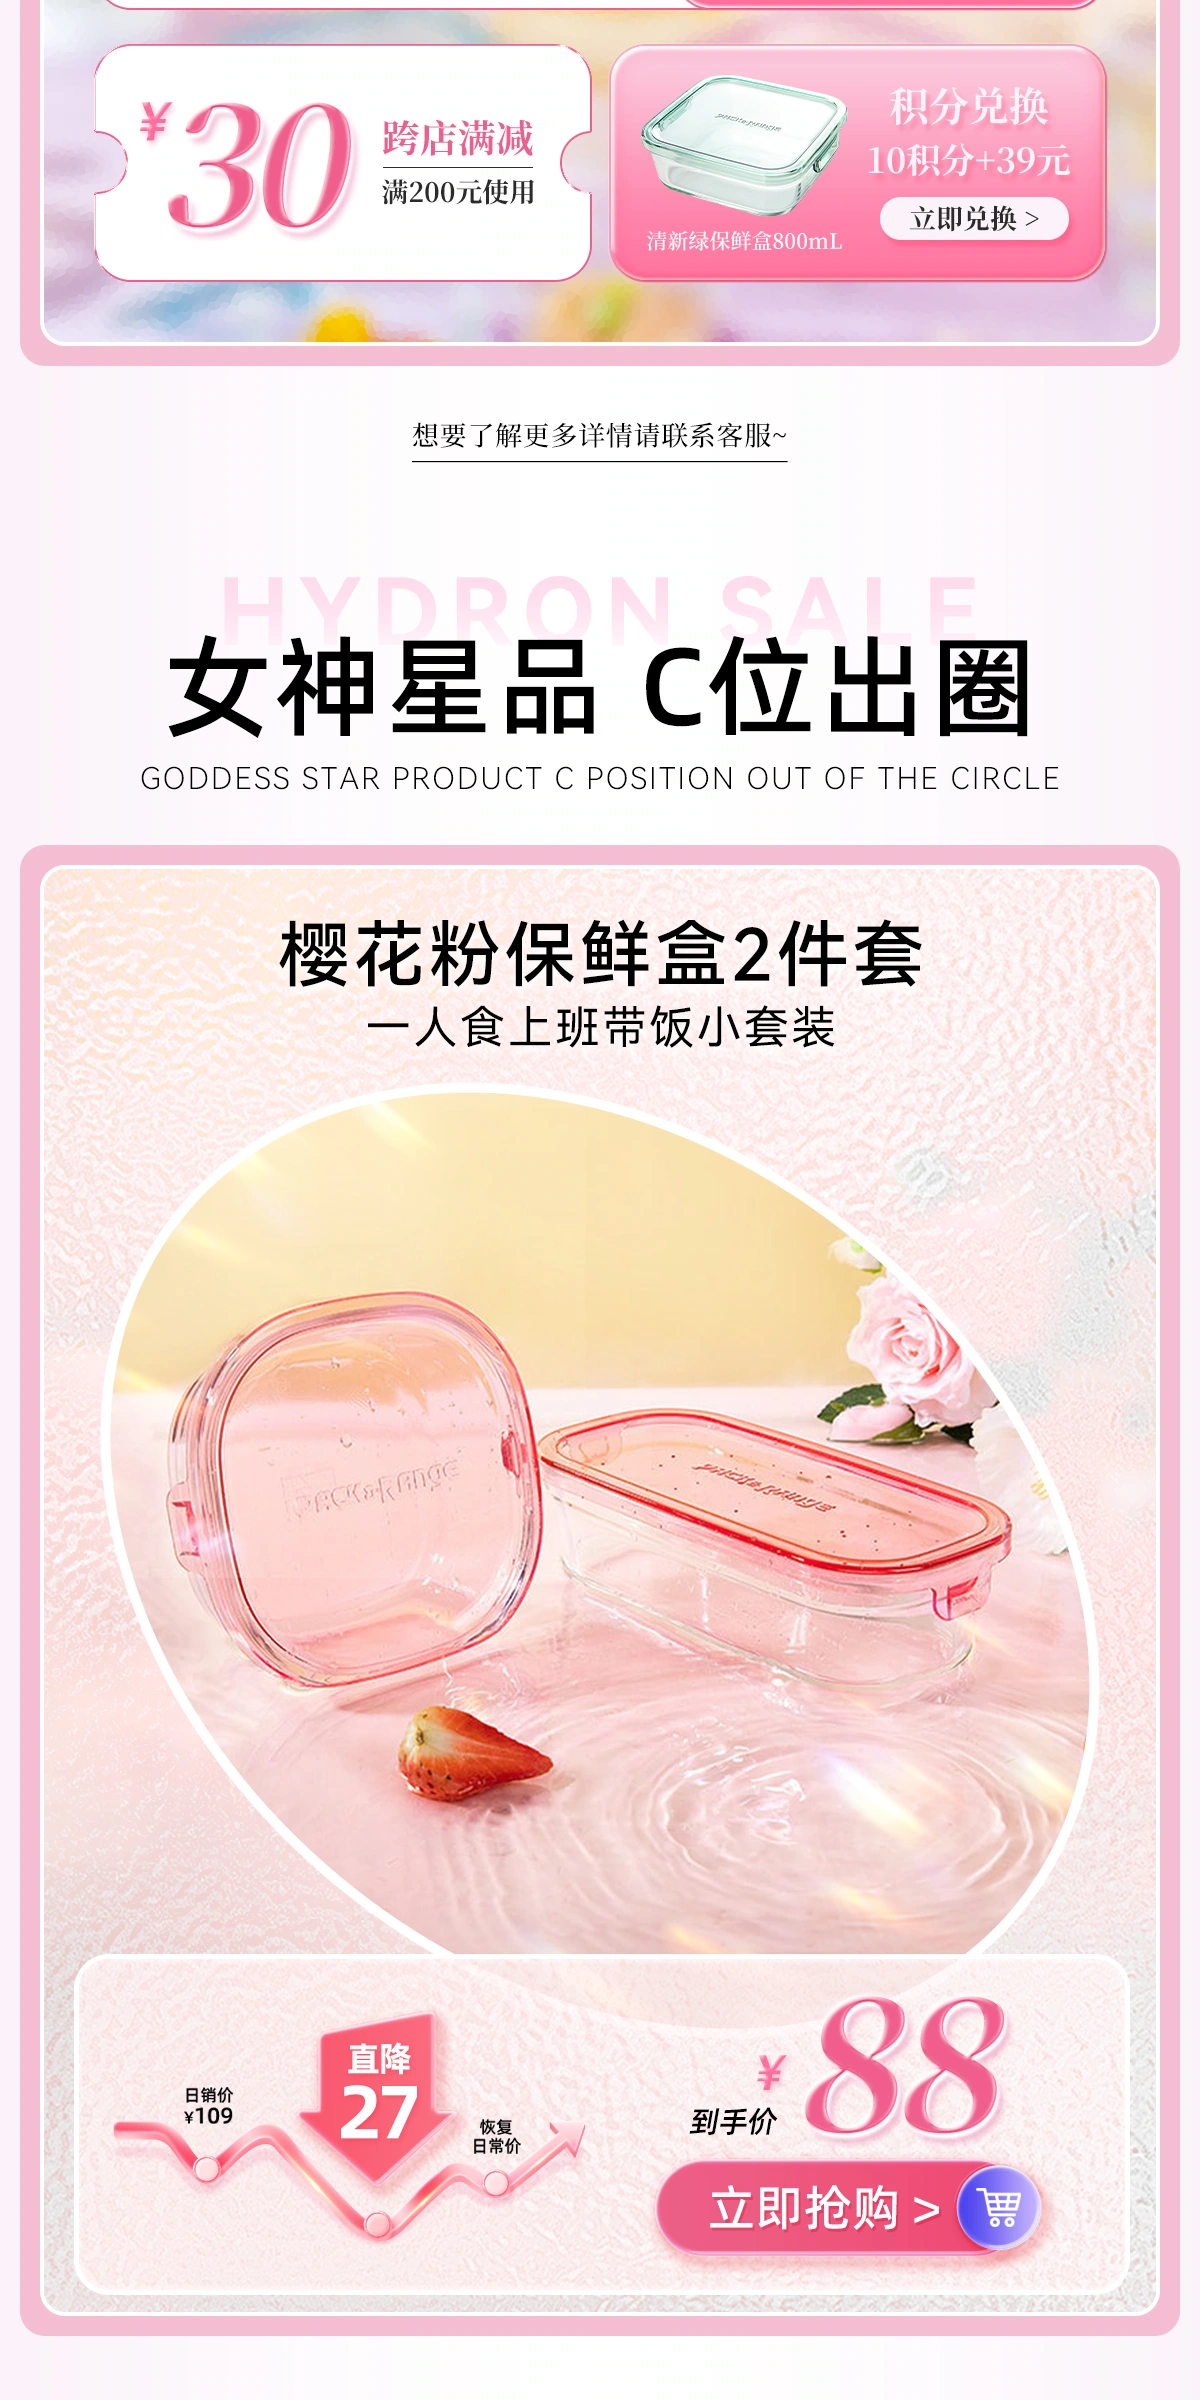 ¥30
跨店满减
满200元使用
清新绿保鲜盒800mL
积分兑换
10积分+39元
立即兑换 >
想要了解更多详情请联系客服~
HYDRON SALE
女神星品 C位出圈
GODDESS STAR PRODUCT C POSITION OUT OF THE CIRCLE
樱花粉保鲜盒2件套
一人食上班带饭小套装
日销价
¥109
直降
27
恢复
日常价
¥88
到手价
立即抢购 >